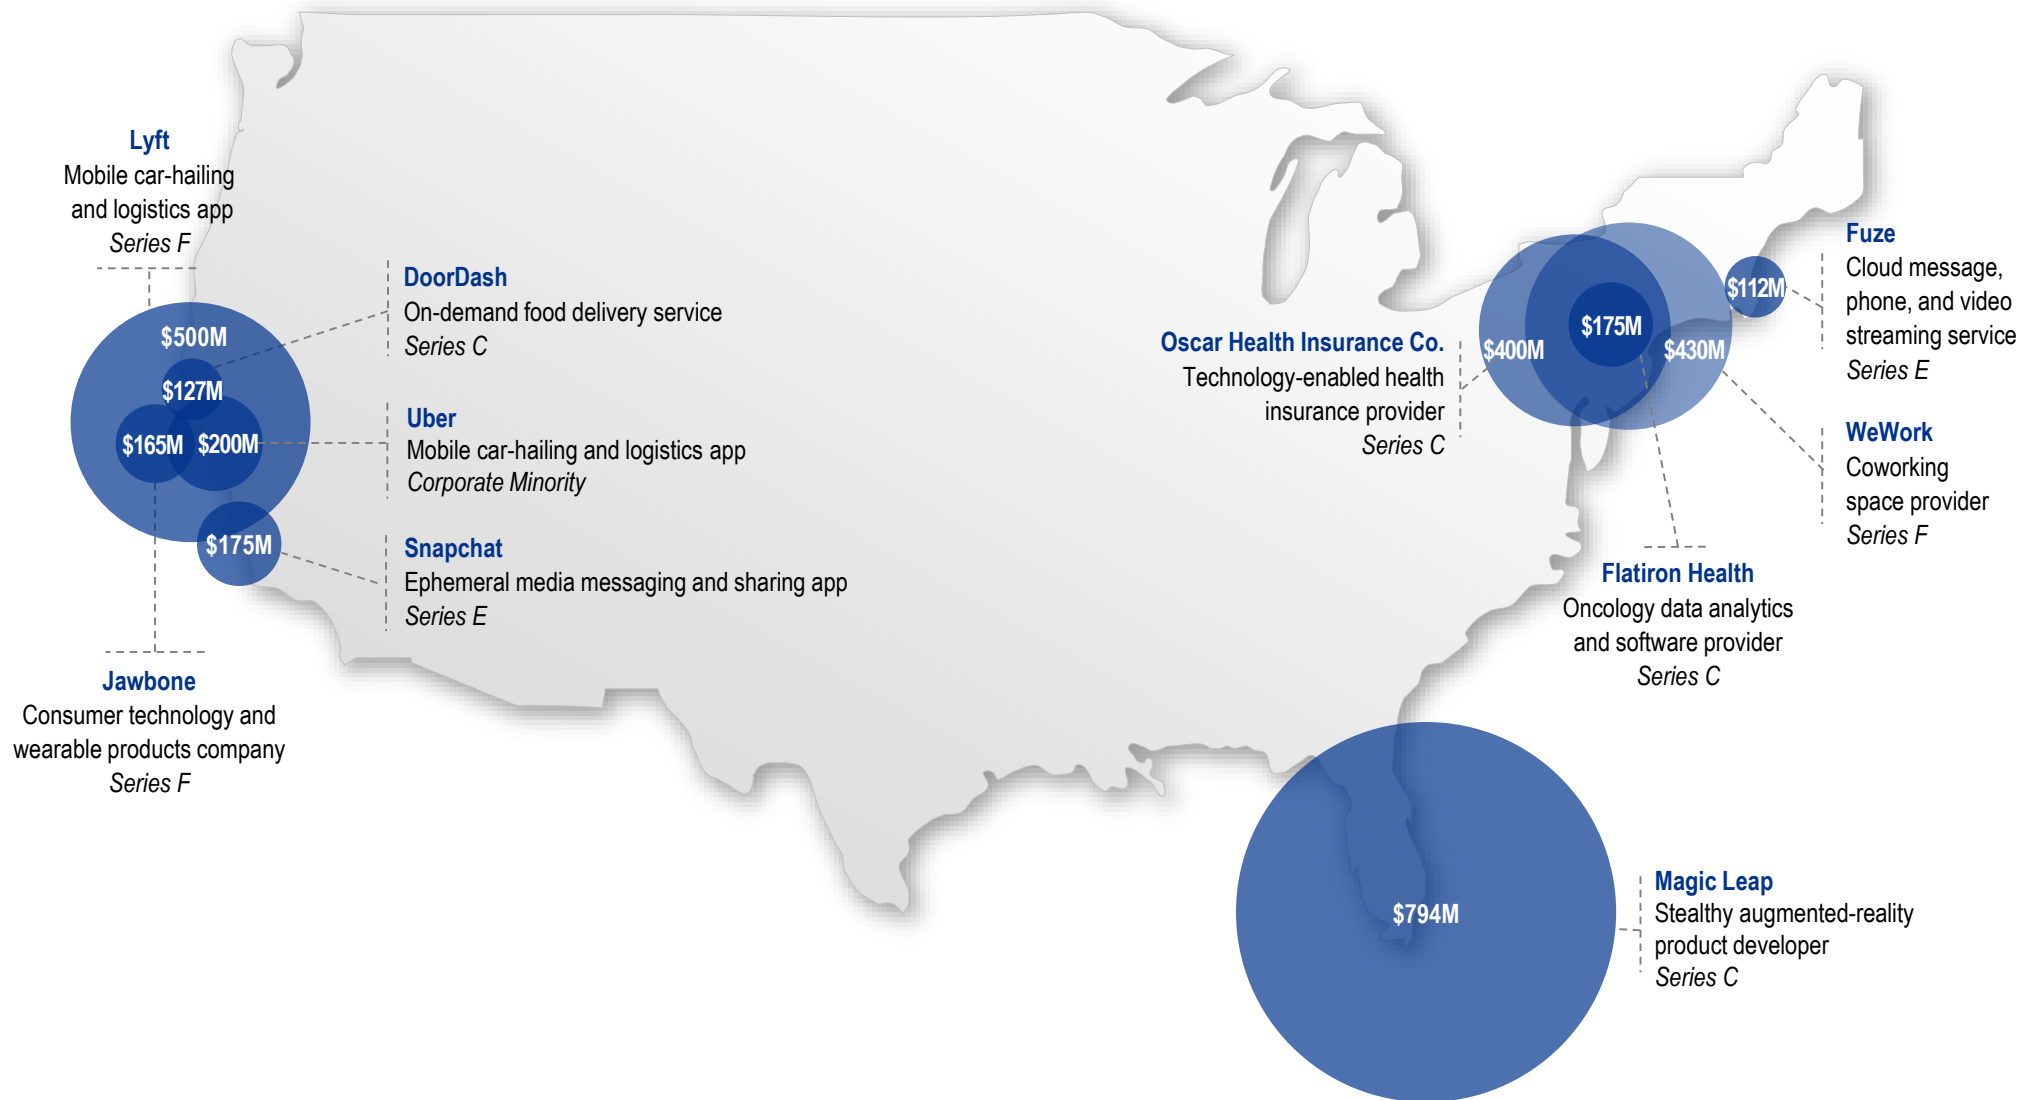 Lyft
Mobile car-hailing
and logistics app
Series F
$500M
DoorDash
On-demand food delivery service
Series C
$127M
Uber
Mobile car-hailing and logistics app
Corporate Minority
$165M
$200M
Snapchat
Ephemeral media messaging and sharing app
Series E
$175M
Jawbone
Consumer technology and
wearable products company
Series F
Oscar Health Insurance Co.
Technology-enabled health
insurance provider
Series C
$400M
$175M
$430M
$112M
Fuze
Cloud message,
phone, and video
streaming service
Series E
WeWork
Coworking
space provider
Series F
Flatiron Health
Oncology data analytics
and software provider
Series C
$794M
Magic Leap
Stealthy augmented-reality
product developer
Series C